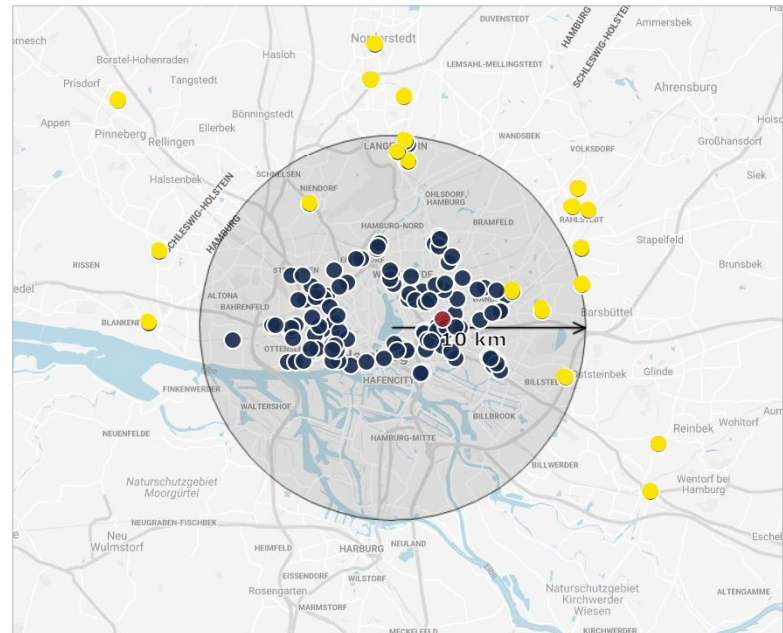 DUVENSTEDT
Norderstedt
HAMBURG
SCHLESWIG-HOLSTEIN
Ammersbek
Hasloh
Borstel-Hohenraden
LEMSAHL-MELLINGSTEDT
Prisdorf
Tangstedt
Ahrensburg
Bönningstedt
Appen
Ellerbek
Pinneberg
Rellingen
WANDSBEK
Großhansdorf
VOLKSDORF
Halstenbek
SCHNELSEN
Siek
NIENDORF
OHLSDORF,
HAMBURG
SCHLESWIG-HOLSTEIN
HAMBURG
RAHLSTEDT
BRAMFELD
HAMBURG-NORD
Stapelfeld
RISSEN
Brunsbek
ALTONA
BAHRENFELD
Barsbüttel
OTTENSEN
10 km
HAFENCITY
FINKENWERDER
WALTERSHOF
Glinde
BILLBROOK
Reinbek
Wohltorf
NEUENFELDE
HAMBURG-MITTE
BILLWERDER
Wentorf bei
Hamburg
Naturschutzgebiet
Moorgürtel
NEUGRABEN-FISCHBEK
Neu
Wulmstorf
HEIMFELD
HARBURG
NEULAND
EISSENDORF
WILSTORF
Rosengarten
MARMSTORF
Naturschutzgebiet
Kirchwerder
Wiesen
ALTENGAMME
MECKELFELD
KIRCHWERDER